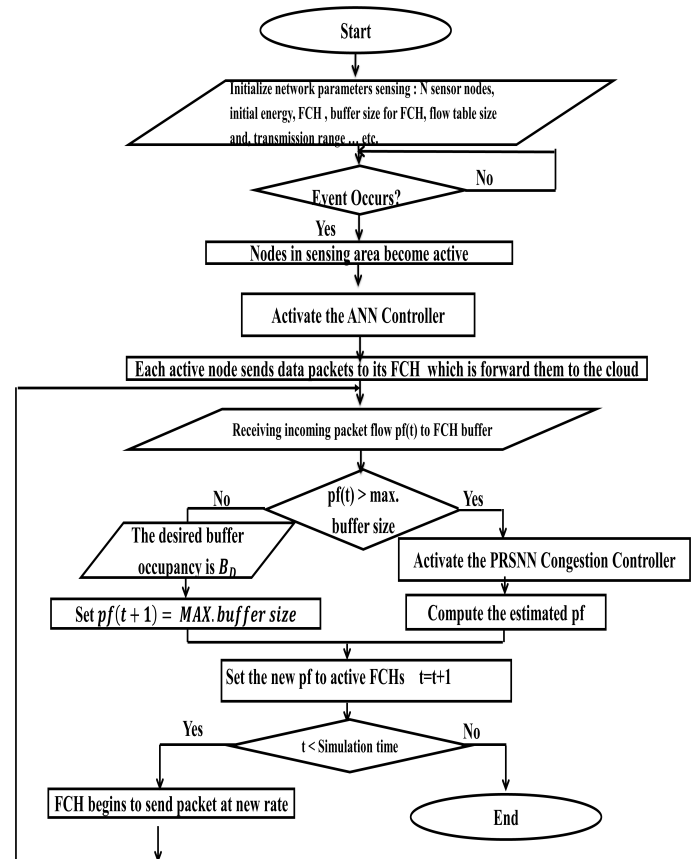 Start
Initialize network parameters sensing : N sensor nodes,
initial energy, FCH , buffer size for FCH, flow table size
and, transmission range ... etc.
No
Event Occurs?
Yes
Nodes in sensing area become active
Activate the ANN Controller
Each active node sends data packets to its FCH which is forward them to the cloud
Receiving incoming packet flow pf(t) to FCH buffer
No
pf(t) > max.
buffer size
Yes
The desired buffer
occupancy is B_D
Activate the PRSNN Congestion Controller
Set pf(t + 1) = MAX.buffer size
Compute the estimated pf
Set the new pf to active FCHs t=t+1
Yes
t < Simulation time
No
FCH begins to send packet at new rate
End